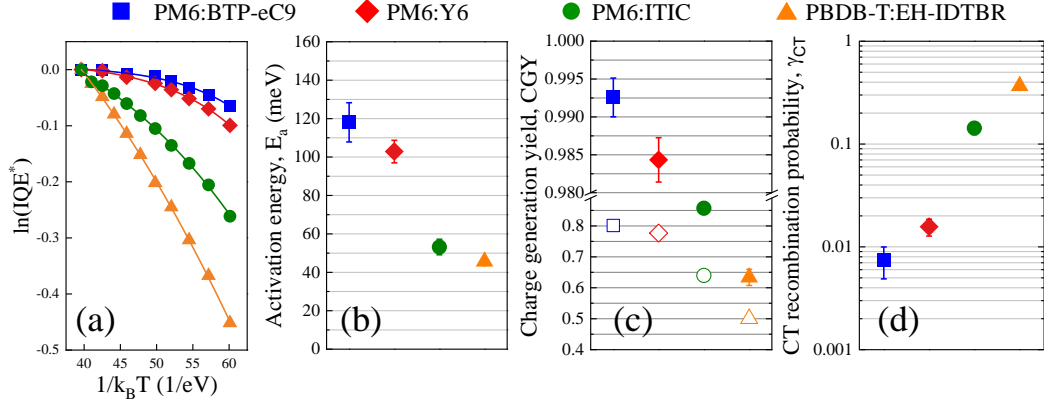 PM6:BTP-eC9 PM6:Y6 PM6:ITIC PBDB-T:EH-IDTBR
ln(IQE*)
0.0
-0.1
-0.2
-0.3
-0.4
-0.5
(a)
40 45 50 55 60
1/kBT (1/eV)
Activation energy, Ea (meV)
160
140
120
100
80
60
40
20
0
(b)
Charge generation yield, CGY
1.000
0.995
0.990
0.985
0.980
0.8
0.7
0.6
0.5
0.4
(c)
CT recombination probability, γCT
1
0.1
0.01
0.001
(d)